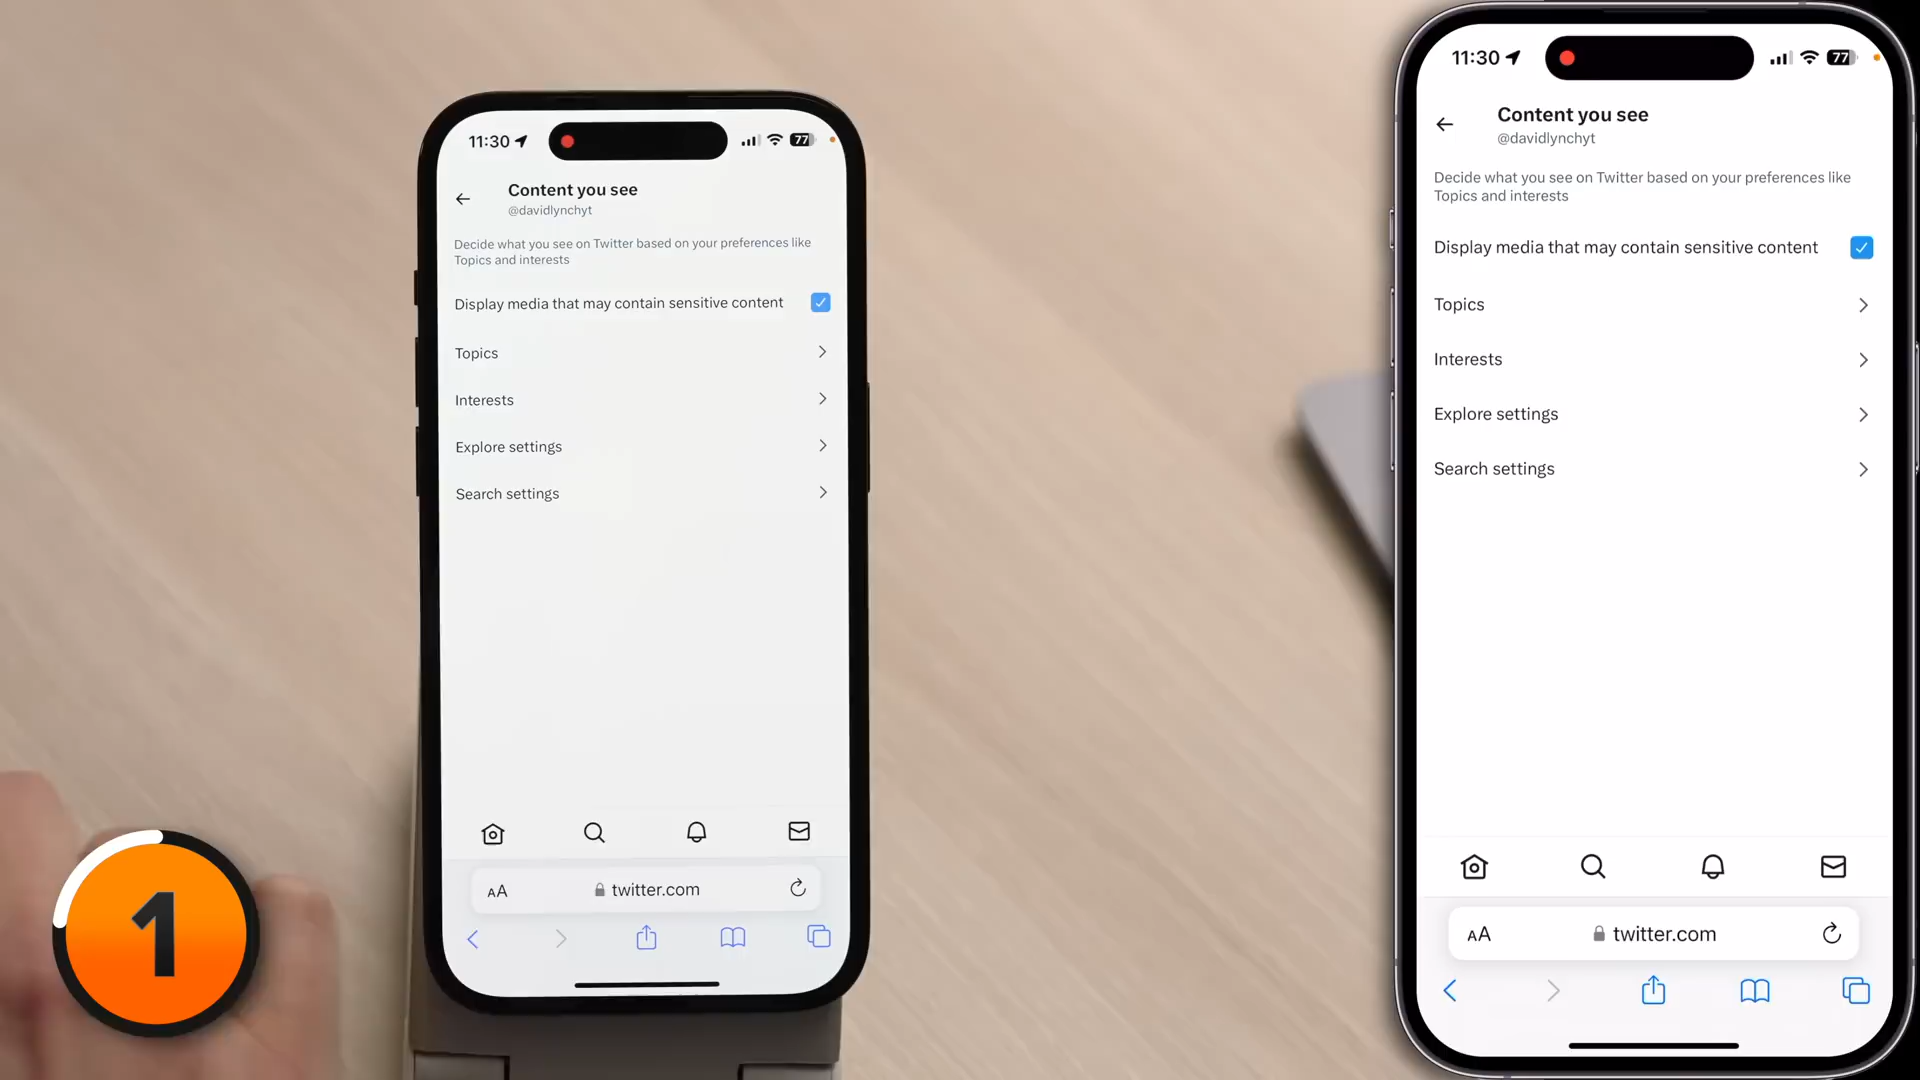 11:30
77
Content you see
@davidlynchyt
Decide what you see on Twitter based on your preferences like
Topics and interests
Display media that may contain sensitive content
Topics
Interests
Explore settings
Search settings
AA
twitter.com
1
11:30
77
Content you see
@davidlynchyt
Decide what you see on Twitter based on your preferences like
Topics and interests
Display media that may contain sensitive content
Topics
Interests
Explore settings
Search settings
AA
twitter.com